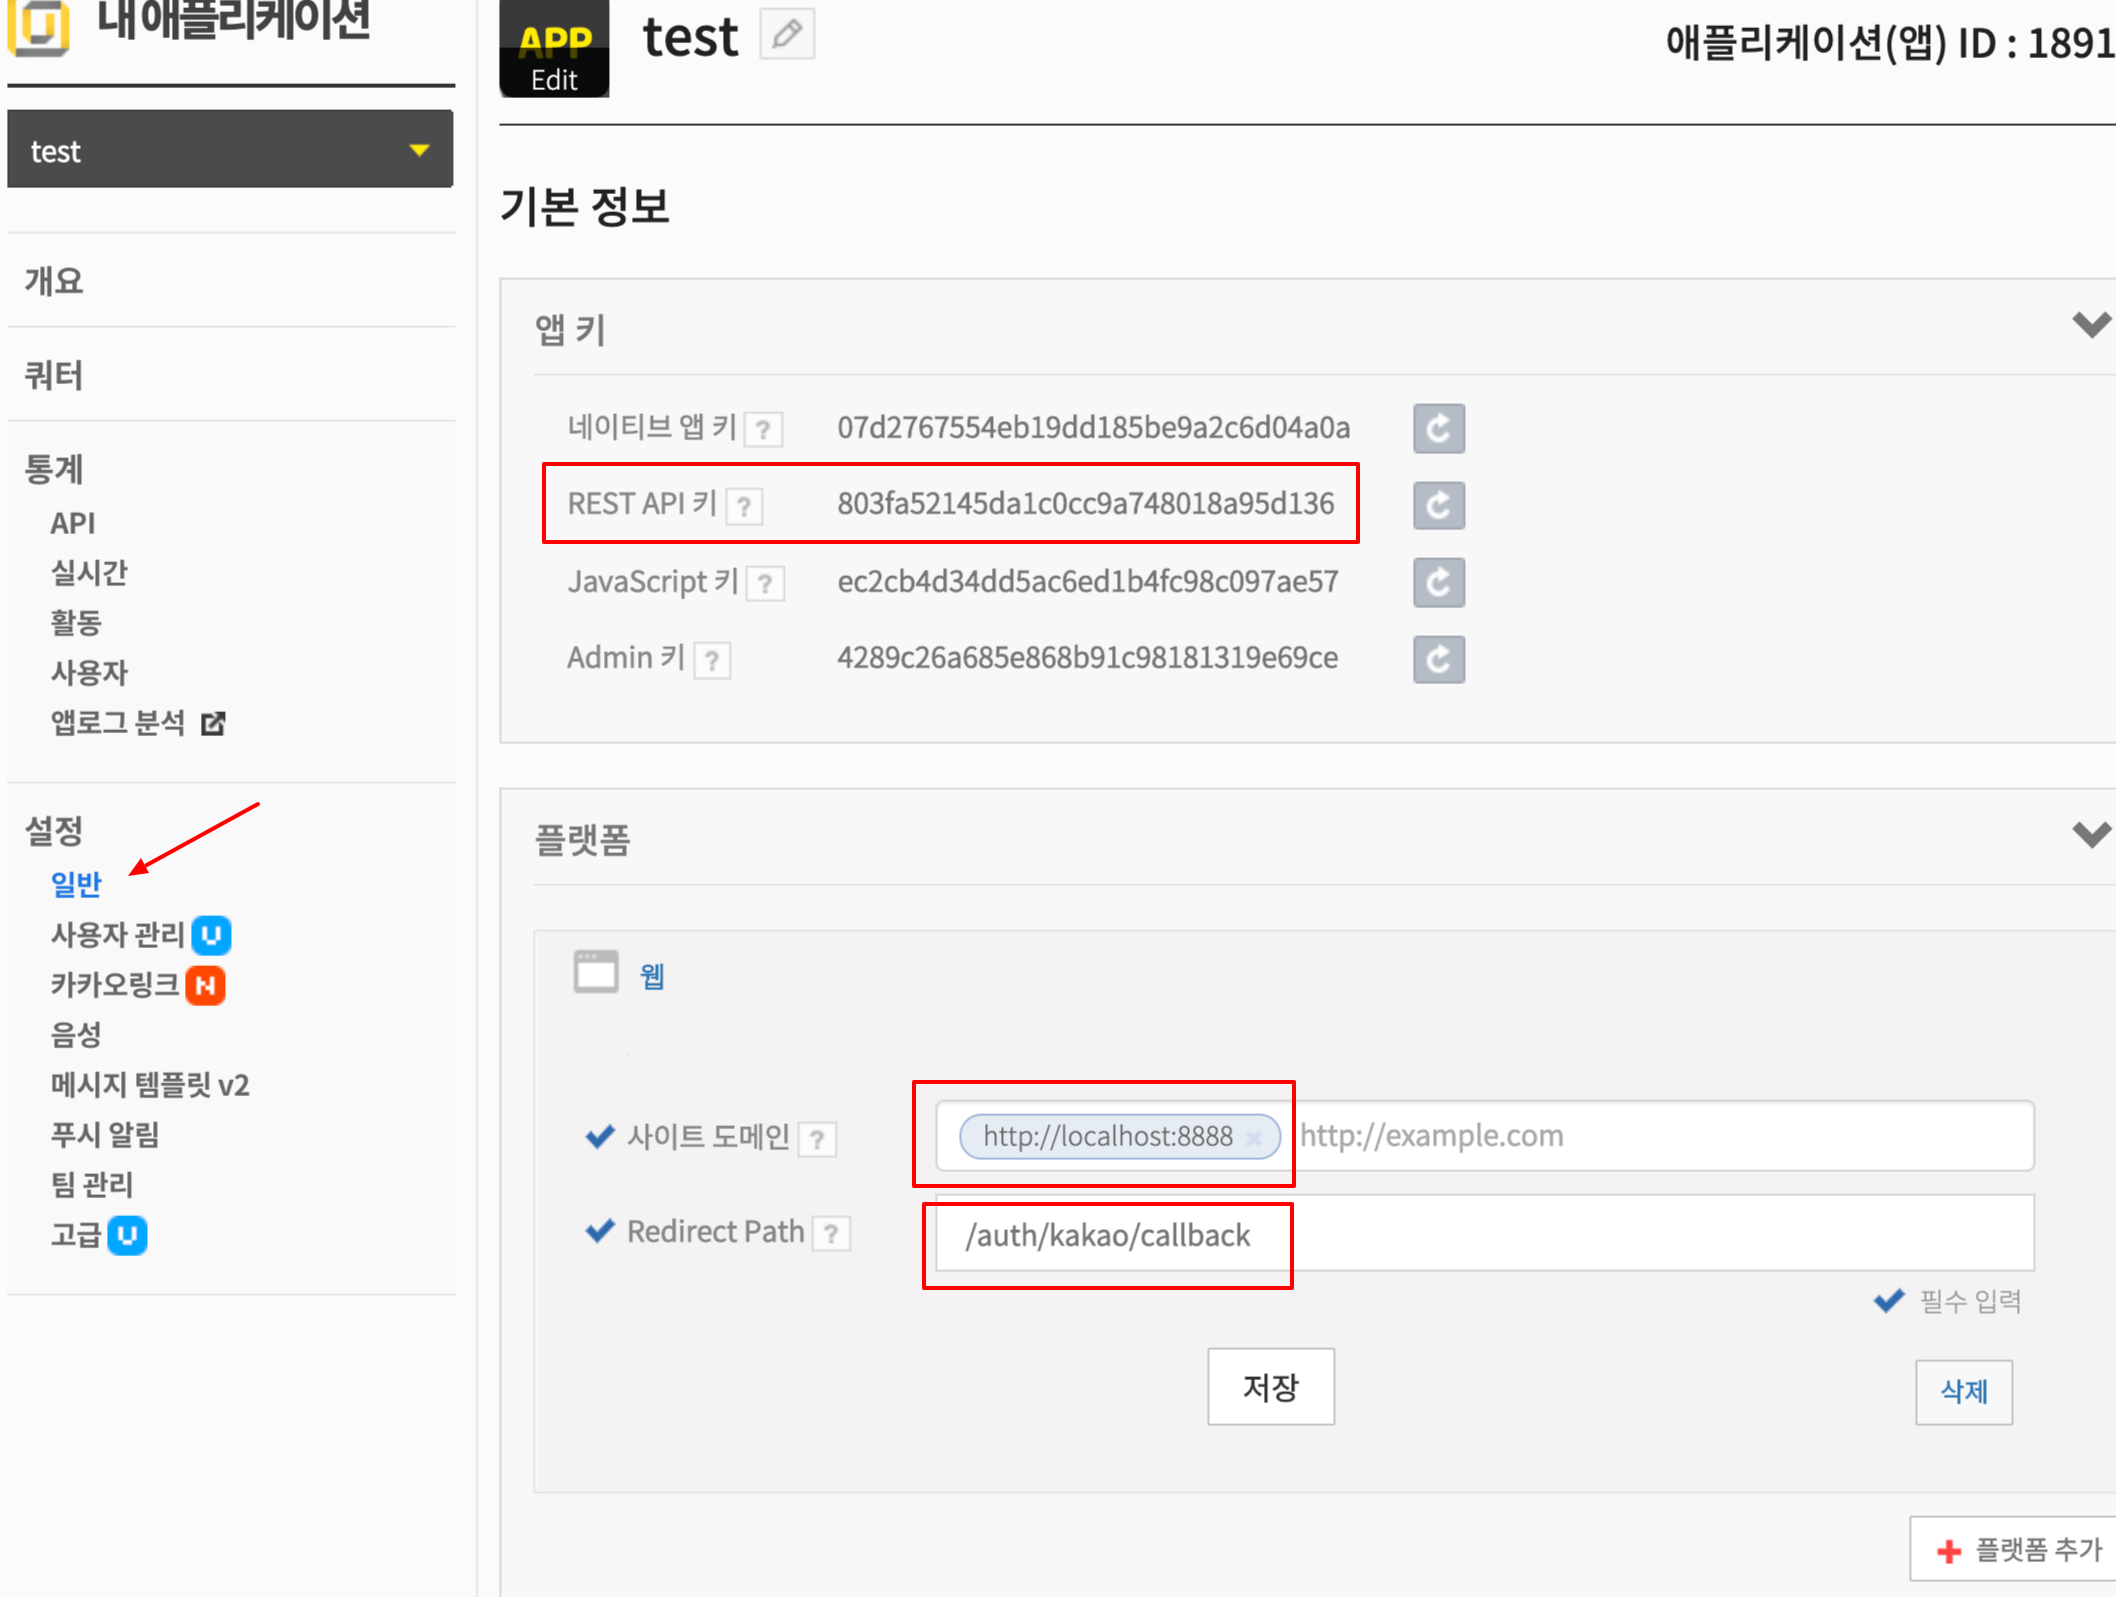 내 애플리케이션
test
개요
쿼터
통계
API
실시간
활동
사용자
앱로그 분석
설정
일반
사용자 관리 U
카카오링크 N
음성
메시지 템플릿 v2
푸시 알림
팀 관리
고급 U
APP
Edit
test
애플리케이션(앱) ID : 1891
기본 정보
앱 키
네이티브 앱 키 ? 07d2767554eb19dd185be9a2c6d04a0a
REST API 키 ? 803fa52145da1c0cc9a748018a95d136
JavaScript 키 ? ec2cb4d34dd5ac6ed1b4fc98c097ae57
Admin 키 ? 4289c26a685e868b91c98181319e69ce
플랫폼
웹
사이트 도메인 ? http://localhost:8888 × http://example.com
Redirect Path ? /auth/kakao/callback
필수 입력
저장
삭제
플랫폼 추가